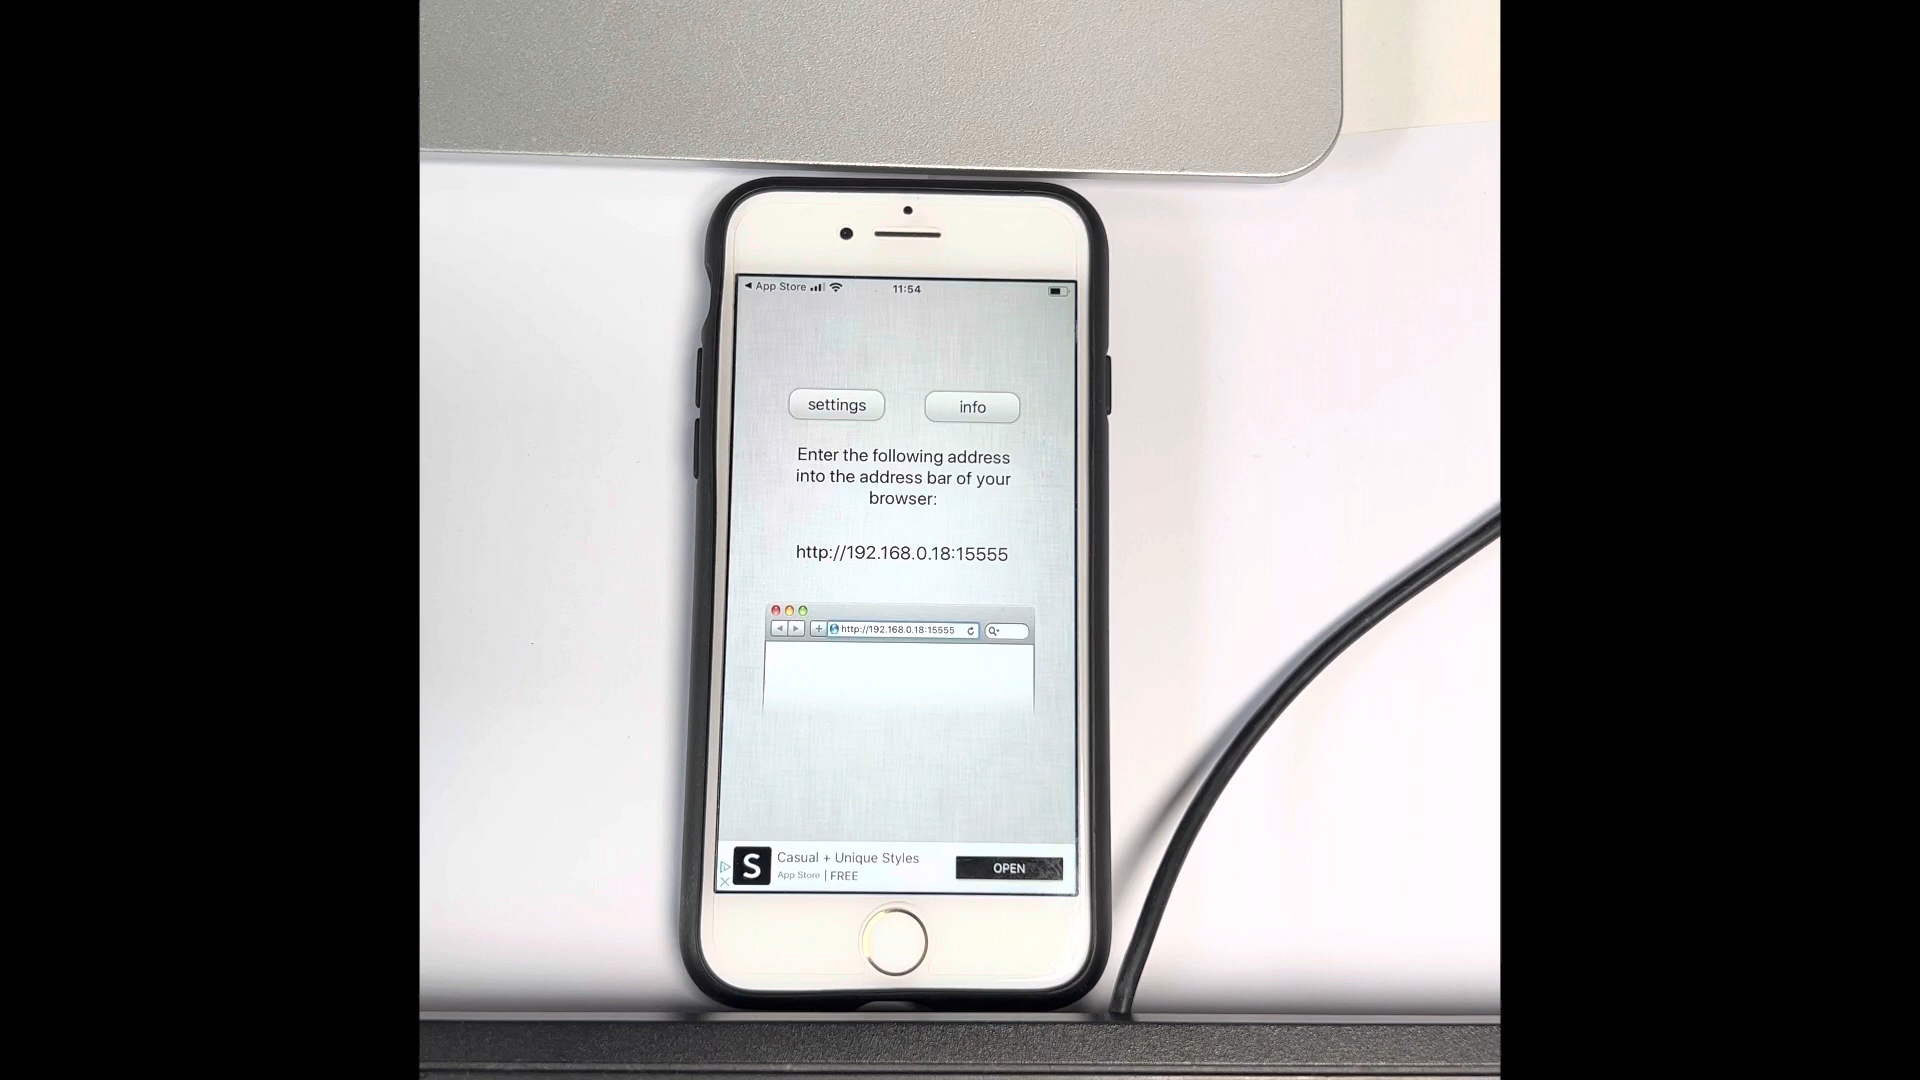 ◀ App Store 11:54
settings info
Enter the following address
into the address bar of your
browser:
http://192.168.0.18:15555
http://192.168.0.18:15555
S
Casual + Unique Styles
App Store | FREE
OPEN